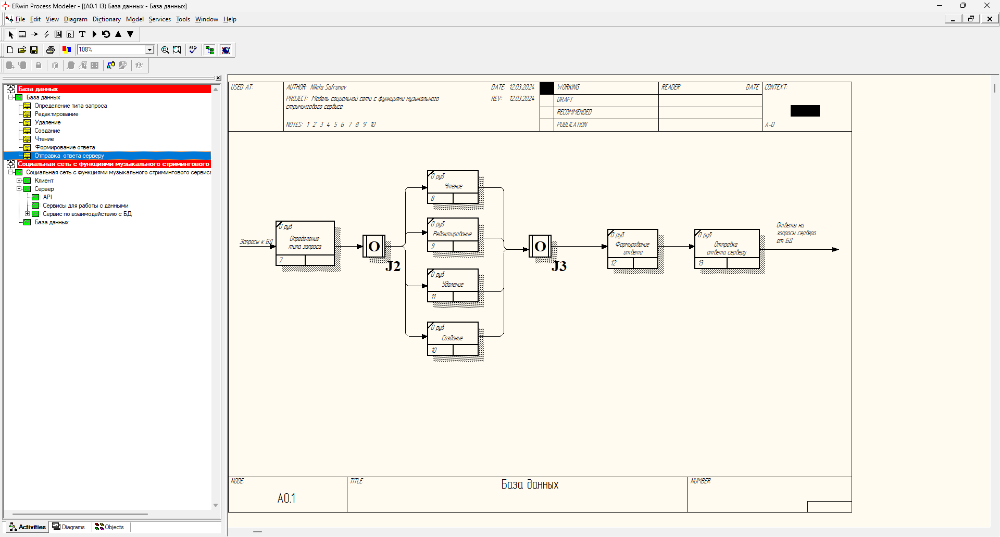 ERwin Process Modeler - [(A0.1 I3) База данных - База данных]
File Edit View Diagram Dictionary Model Services Tools Window Help
108%
База данных
База данных
Определение типа запроса
Редактирование
Удаление
Создание
Чтение
Формирование ответа
Отправка ответа серверу
Социальная сеть с функциями музыкального стримингового
Социальная сеть с функциями музыкального стримингового сервиса
Клиент
Сервер
API
Сервисы для работы с данными
Сервис по взаимодействию с БД
База данных
Activities Diagrams Objects
USED AT:
AUTHOR: Nikita Safronov
DATE: 12.03.2024
PROJECT: Модель социальной сети с функциями музыкального
стримингового сервиса
REV: 12.03.2024
NOTES: 1 2 3 4 5 6 7 8 9 10
WORKING
DRAFT
RECOMMENDED
PUBLICATION
READER DATE
CONTEXT:
A-0
Запросы к БД
0 руб
Определение
типа запроса
7
O
J2
0 руб
Чтение
8
0 руб
Редактирование
9
0 руб
Удаление
11
0 руб
Создание
10
O
J3
0 руб
Формирование
ответа
12
0 руб
Отправка
ответа серверу
13
Ответы на
запросы сервера
от БД
NODE:
A0.1
TITLE:
База данных
NUMBER: